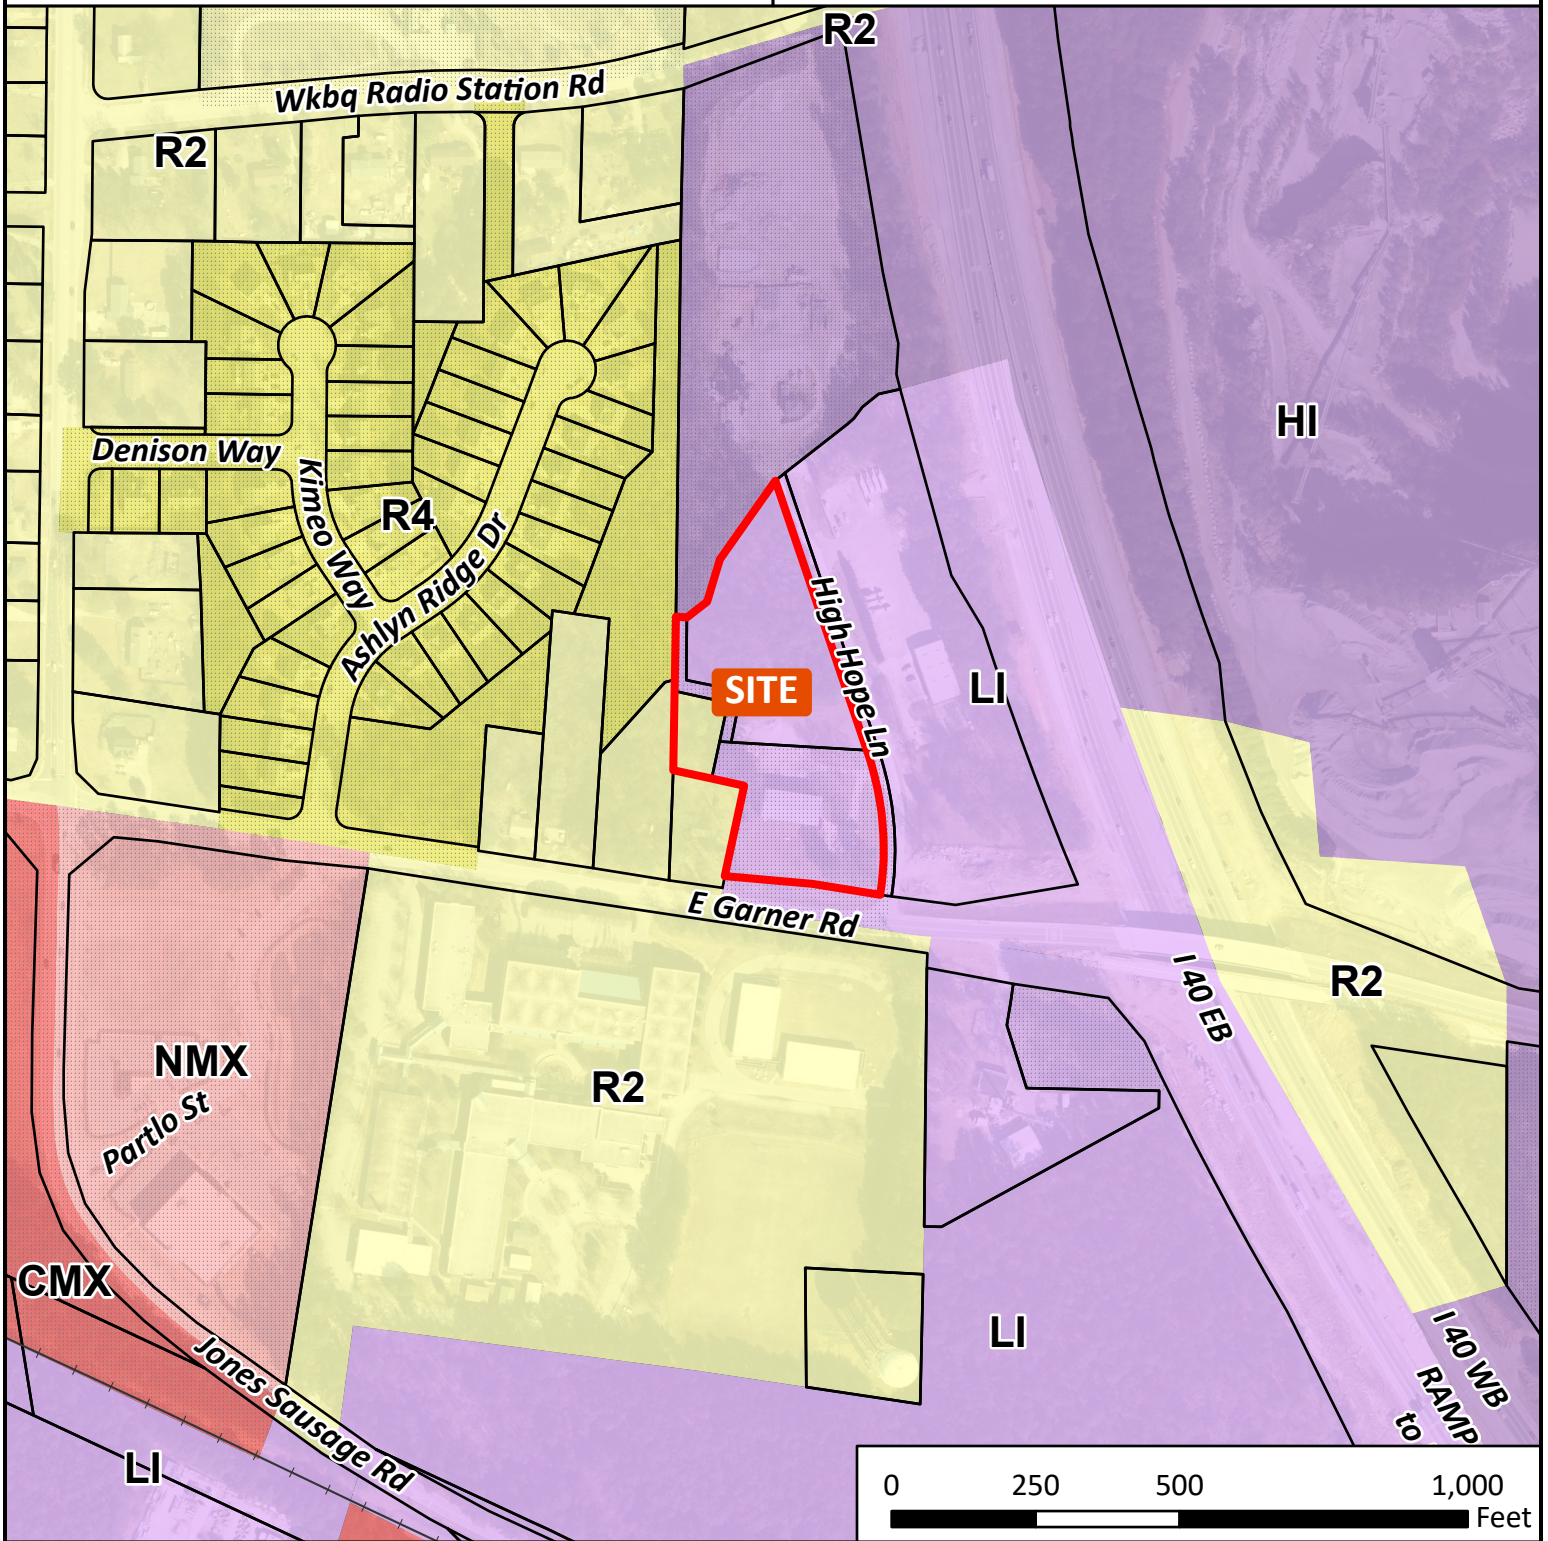 R2
Wkbq Radio Station Rd
R2
HI
Denison Way
Kimeo Way
R4
Ashlyn Ridge Dr
High-Hope-Ln
SITE
LI
E Garner Rd
I 40 EB
R2
NMX
Partlo St
R2
CMX
Jones Sausage Rd
LI
LI
I 40 WB
RAMP
to
0 250 500 1,000
Feet